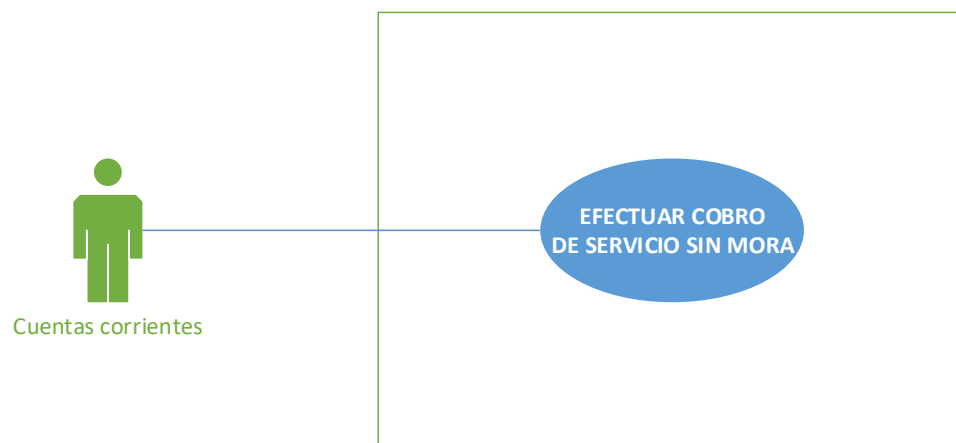 EFECTUAR COBRO
DE SERVICIO SIN MORA
Cuentas corrientes